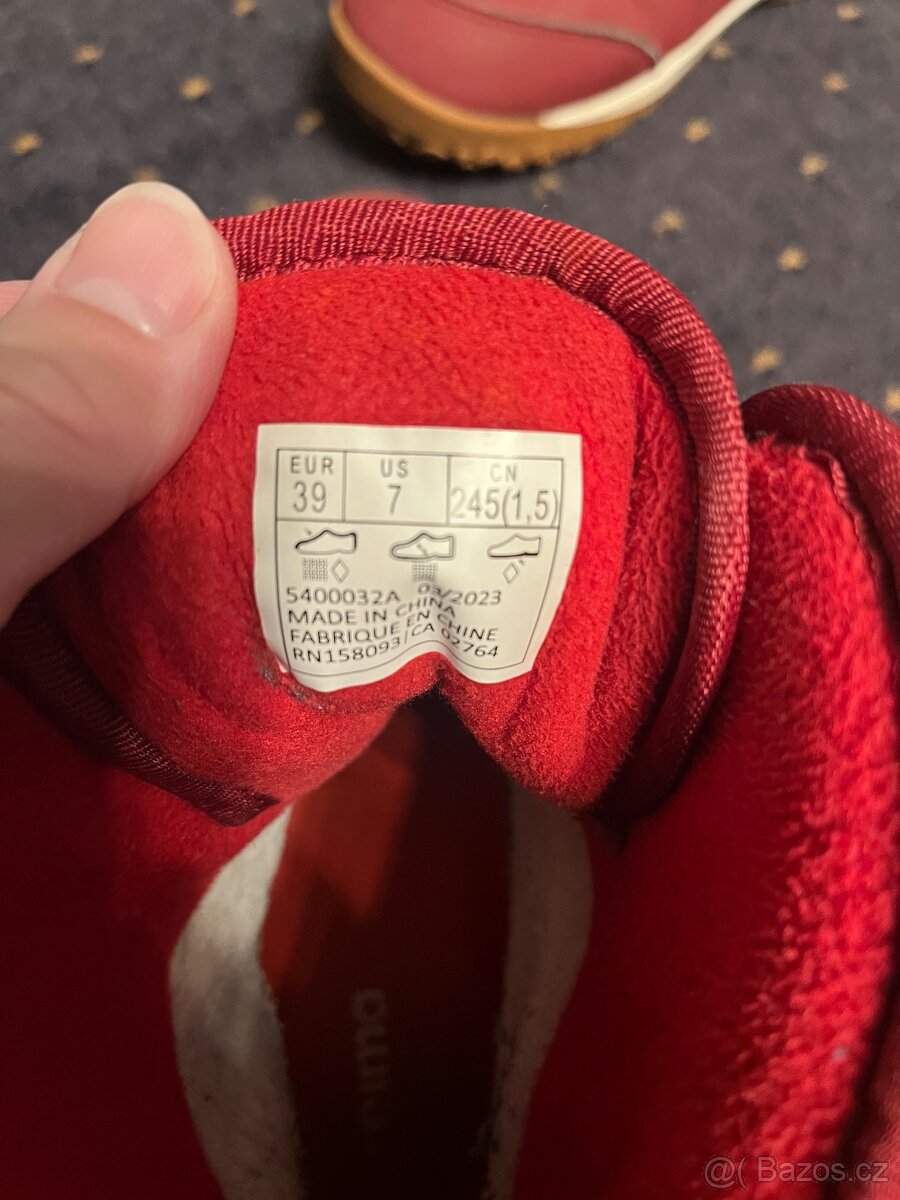 EUR US CN
39 7 245(1,5)
5400032A 03/2023
MADE IN CHINA
FABRIQUE EN CHINE
RN158093 CA 02764
@( Bazos.cz